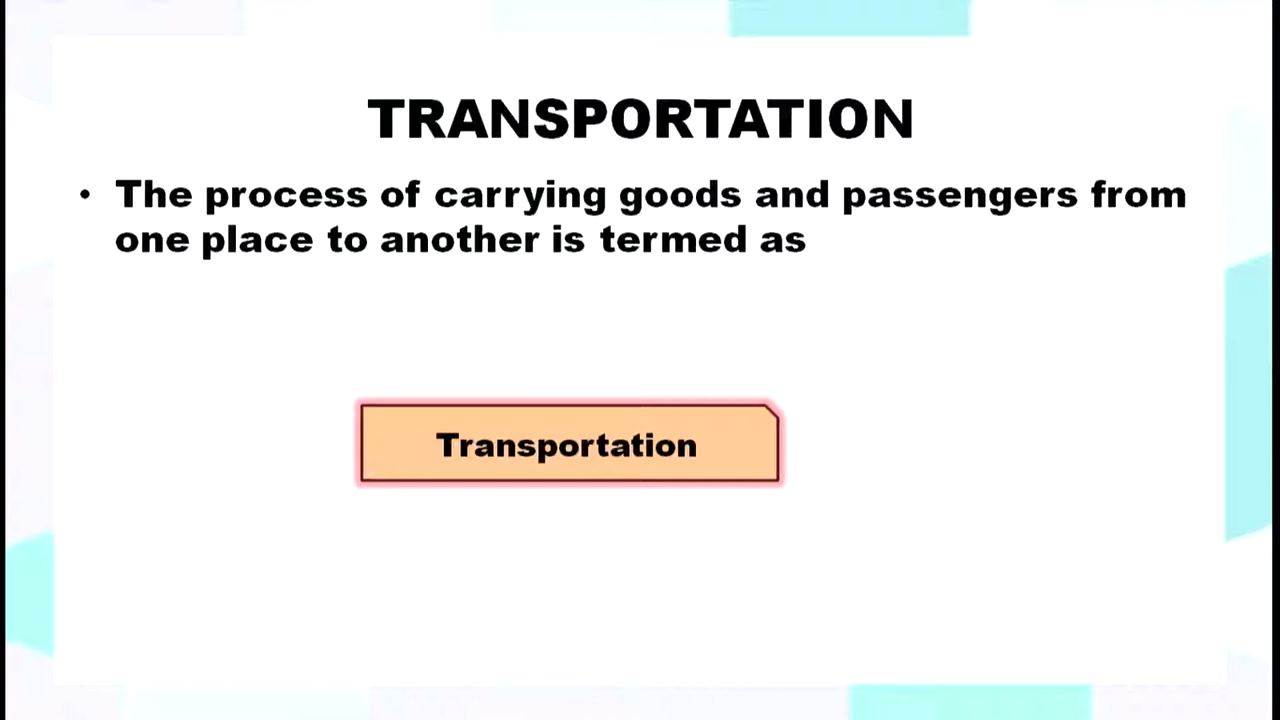 TRANSPORTATION
• The process of carrying goods and passengers from
one place to another is termed as
Transportation